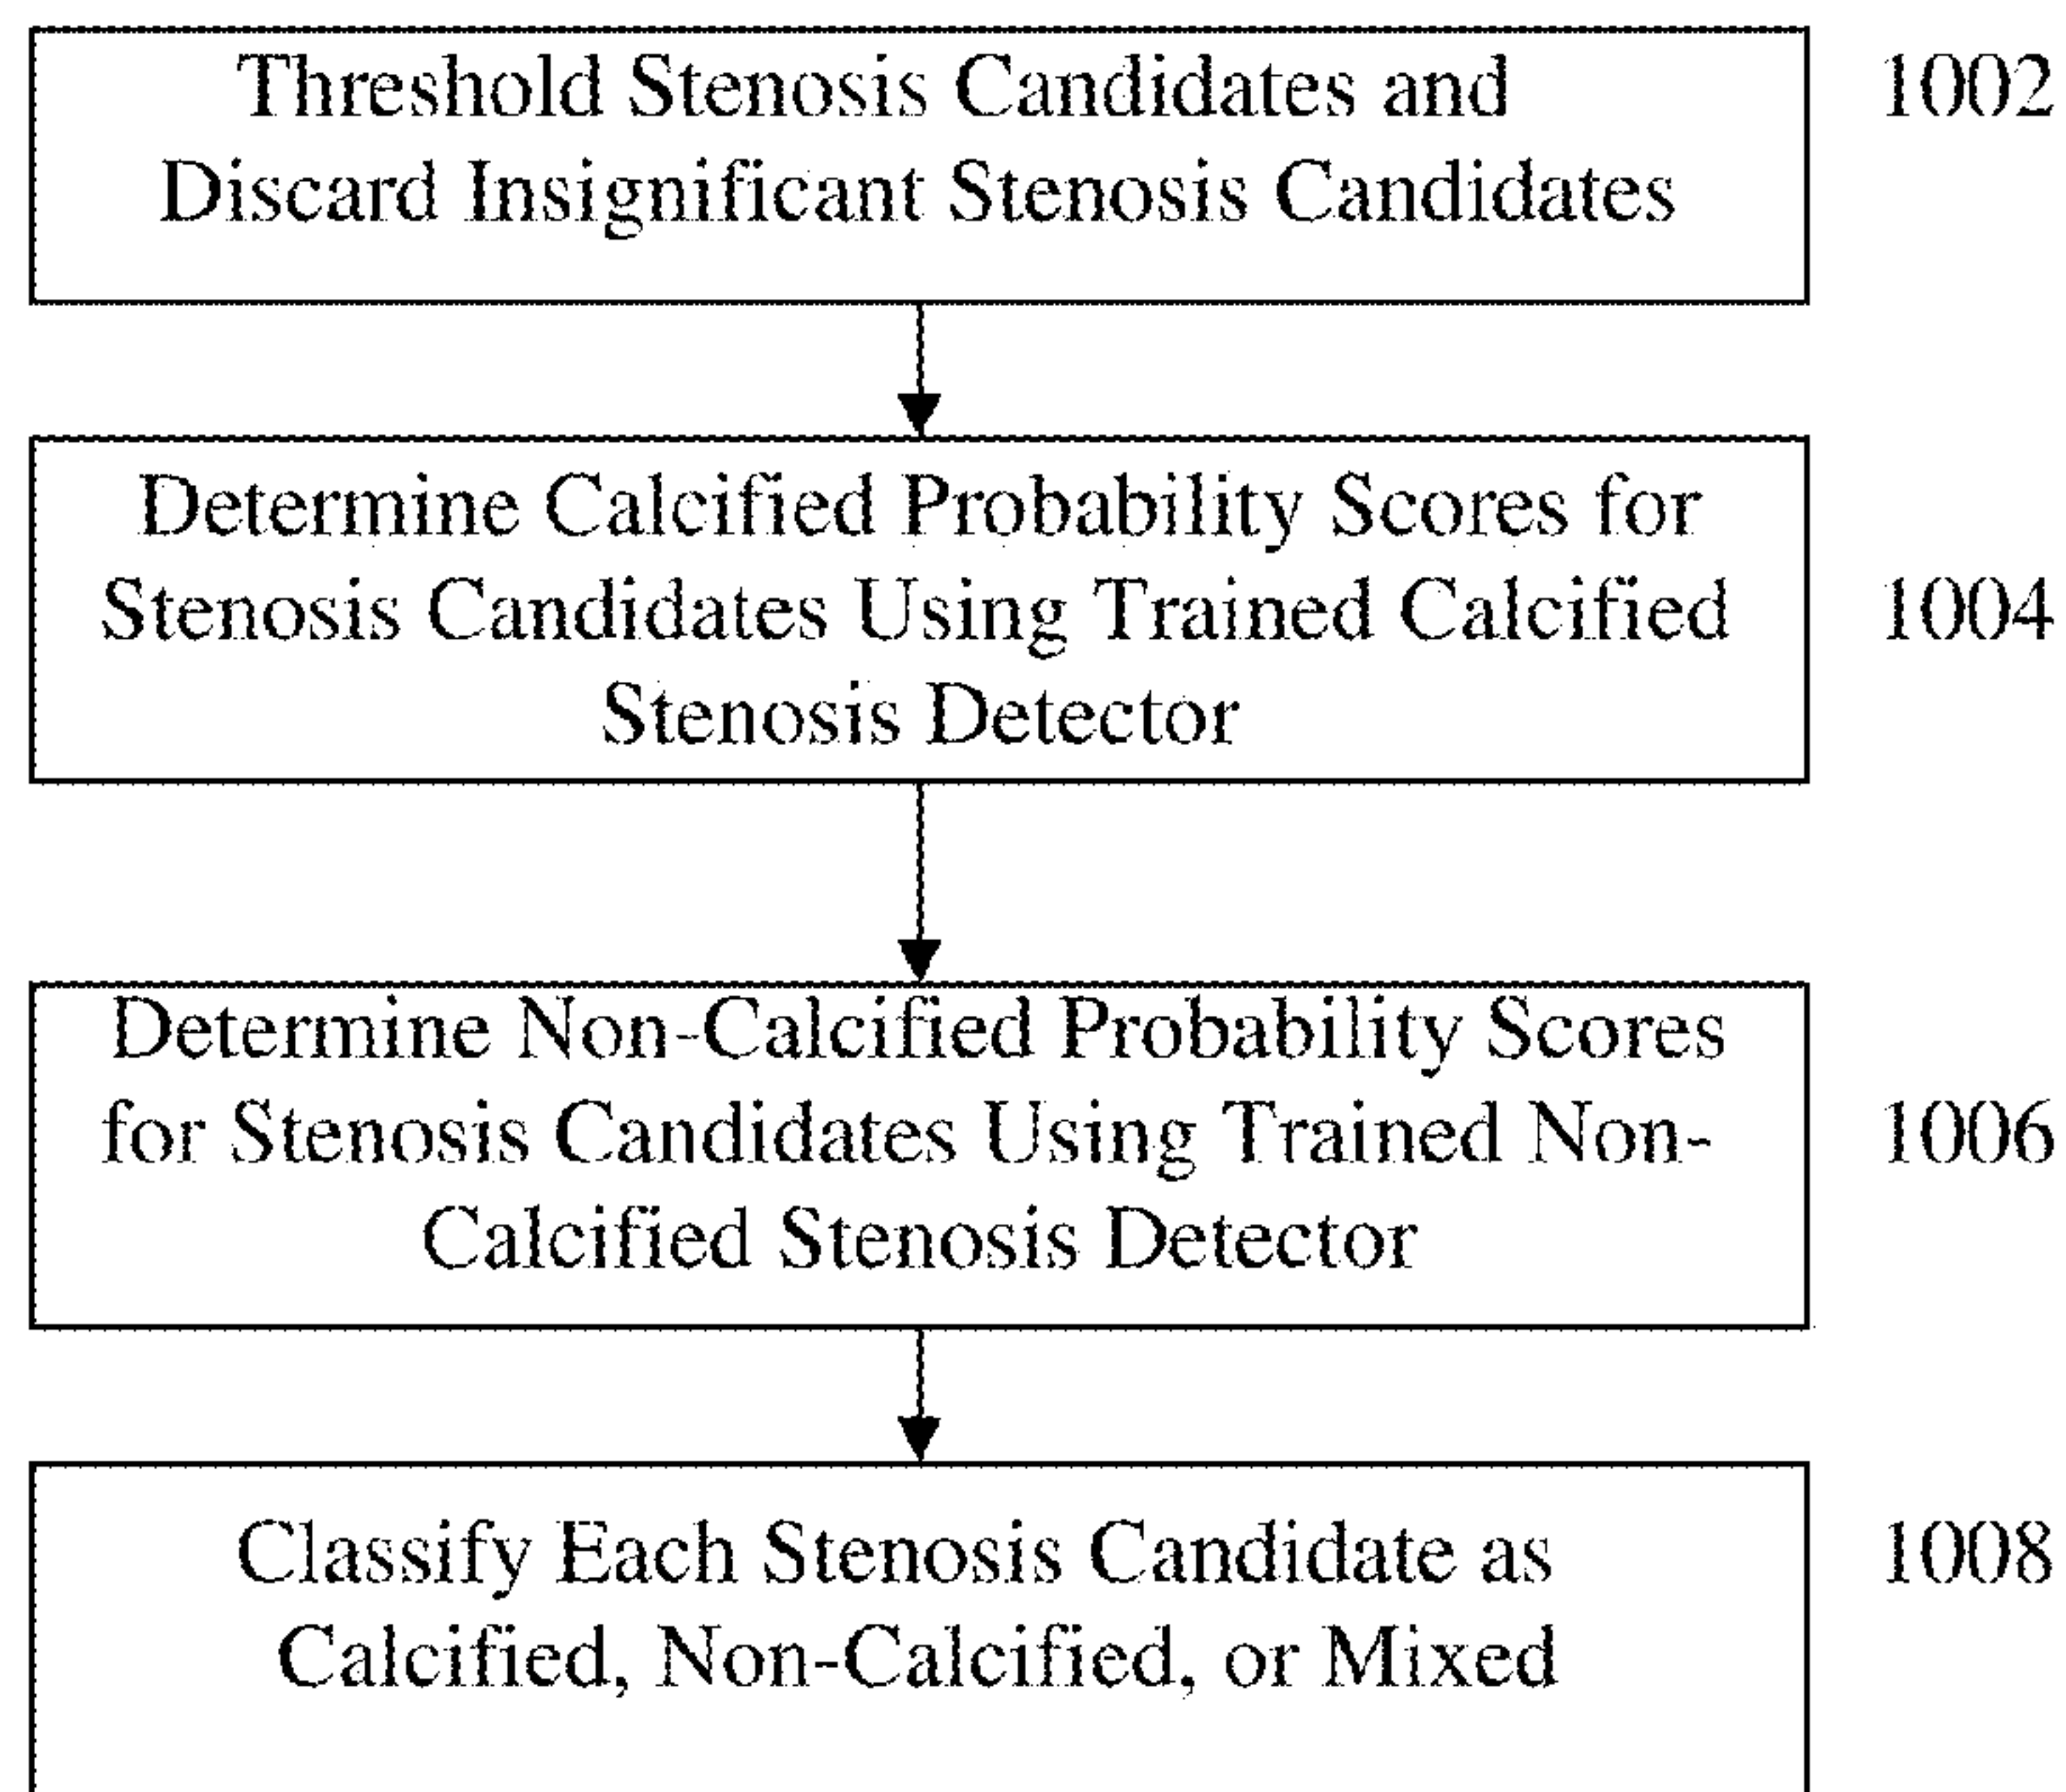 Threshold Stenosis Candidates and
1002
Discard Insignificant Stenosis Candidates
Determine Calcified Probability Scores for
Stenosis Candidates Using Trained Calcified
1004
Stenosis Detector
Determine Non-Calcified Probability Scores
for Stenosis Candidates Using Trained Non-
1006
Calcified Stenosis Detector
Classify Each Stenosis Candidate as
1008
Calcified, Non-Calcified, or Mixed